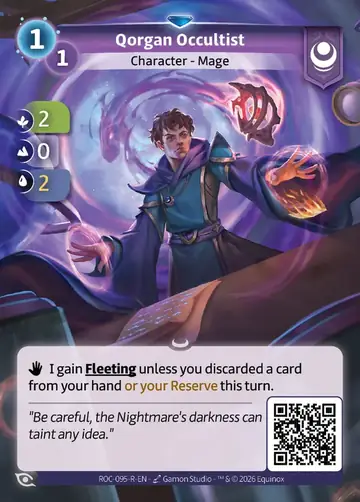 1
Qorgan Occultist
1
Character - Mage
2
0
2
I gain Fleeting unless you discarded a card
from your hand or your Reserve this turn.
"Be careful, the Nightmare's darkness can
taint any idea."
ROC-095-R-EN - Gamon Studio - ™ & © 2026 Equinox